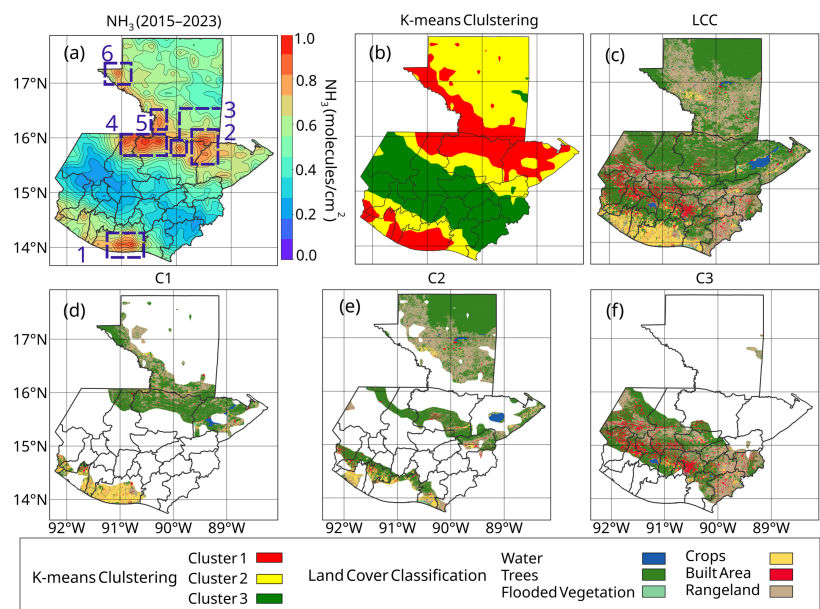 NH₃ (2015–2023)
K-means Clulstering
LCC
(a)
(b)
(c)
6
5
4
3
2
1
17°N
16°N
15°N
14°N
1.0
0.8
0.6
0.4
0.2
0.0
NH₃ (molecules/cm²)
C1
C2
C3
(d)
(e)
(f)
17°N
16°N
15°N
14°N
92°W 91°W 90°W 89°W
92°W 91°W 90°W 89°W
92°W 91°W 90°W 89°W
K-means Clulstering
Cluster 1
Cluster 2
Cluster 3
Land Cover Classification
Water
Trees
Flooded Vegetation
Crops
Built Area
Rangeland